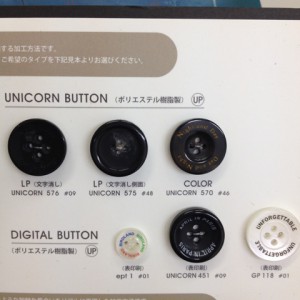 する加工方法です。
ご希望のタイプを下記見本よりお選びください。
UNICORN BUTTON (ポリエステル樹脂製) UP
LP (文字消し)
UNICORN 576 #09
LP (文字消し側面)
UNICORN 575 #48
COLOR
UNICORN 570 #46
DIGITAL BUTTON
(ポリエステル樹脂製) UP
(表印刷)
ept 1 #01
(表印刷)
UNICORN 451 #09
UNFORGETTABLE
UNFORGETTABLE
(表印刷)
GP 118 #01